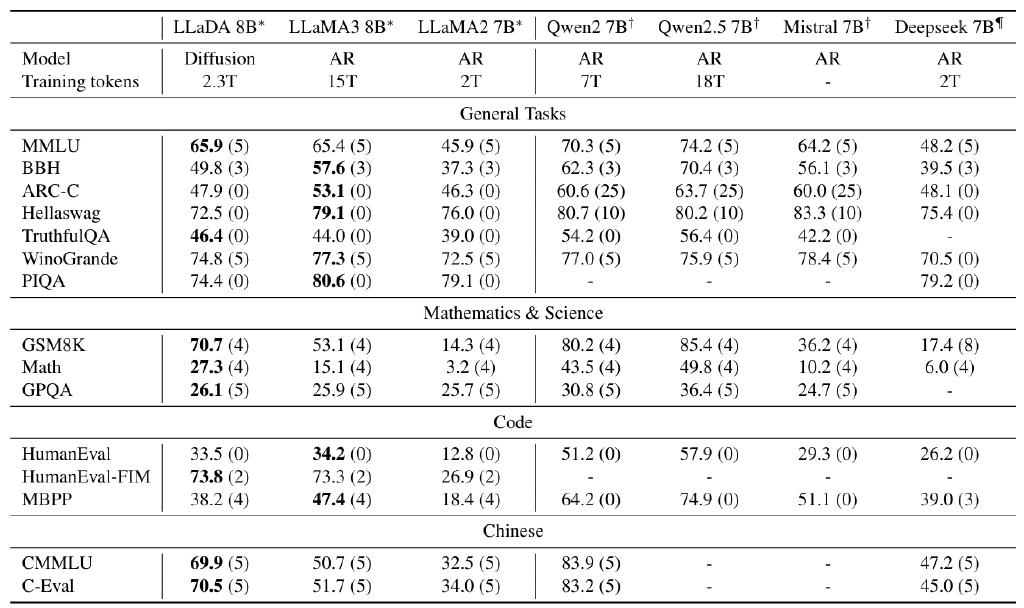 LLaDA 8B* LLaMA3 8B* LLaMA2 7B* Qwen2 7B† Qwen2.5 7B† Mistral 7B† Deepseek 7B¶
Model Diffusion AR AR AR AR AR AR
Training tokens 2.3T 15T 2T 7T 18T - 2T
General Tasks
MMLU 65.9 (5) 65.4 (5) 45.9 (5) 70.3 (5) 74.2 (5) 64.2 (5) 48.2 (5)
BBH 49.8 (3) 57.6 (3) 37.3 (3) 62.3 (3) 70.4 (3) 56.1 (3) 39.5 (3)
ARC-C 47.9 (0) 53.1 (0) 46.3 (0) 60.6 (25) 63.7 (25) 60.0 (25) 48.1 (0)
Hellaswag 72.5 (0) 79.1 (0) 76.0 (0) 80.7 (10) 80.2 (10) 83.3 (10) 75.4 (0)
TruthfulQA 46.4 (0) 44.0 (0) 39.0 (0) 54.2 (0) 56.4 (0) 42.2 (0) -
WinoGrande 74.8 (5) 77.3 (5) 72.5 (5) 77.0 (5) 75.9 (5) 78.4 (5) 70.5 (0)
PIQA 74.4 (0) 80.6 (0) 79.1 (0) - - - 79.2 (0)
Mathematics & Science
GSM8K 70.7 (4) 53.1 (4) 14.3 (4) 80.2 (4) 85.4 (4) 36.2 (4) 17.4 (8)
Math 27.3 (4) 15.1 (4) 3.2 (4) 43.5 (4) 49.8 (4) 10.2 (4) 6.0 (4)
GPQA 26.1 (5) 25.9 (5) 25.7 (5) 30.8 (5) 36.4 (5) 24.7 (5) -
Code
HumanEval 33.5 (0) 34.2 (0) 12.8 (0) 51.2 (0) 57.9 (0) 29.3 (0) 26.2 (0)
HumanEval-FIM 73.8 (2) 73.3 (2) 26.9 (2) - - - -
MBPP 38.2 (4) 47.4 (4) 18.4 (4) 64.2 (0) 74.9 (0) 51.1 (0) 39.0 (3)
Chinese
CMMLU 69.9 (5) 50.7 (5) 32.5 (5) 83.9 (5) - - 47.2 (5)
C-Eval 70.5 (5) 51.7 (5) 34.0 (5) 83.2 (5) - - 45.0 (5)